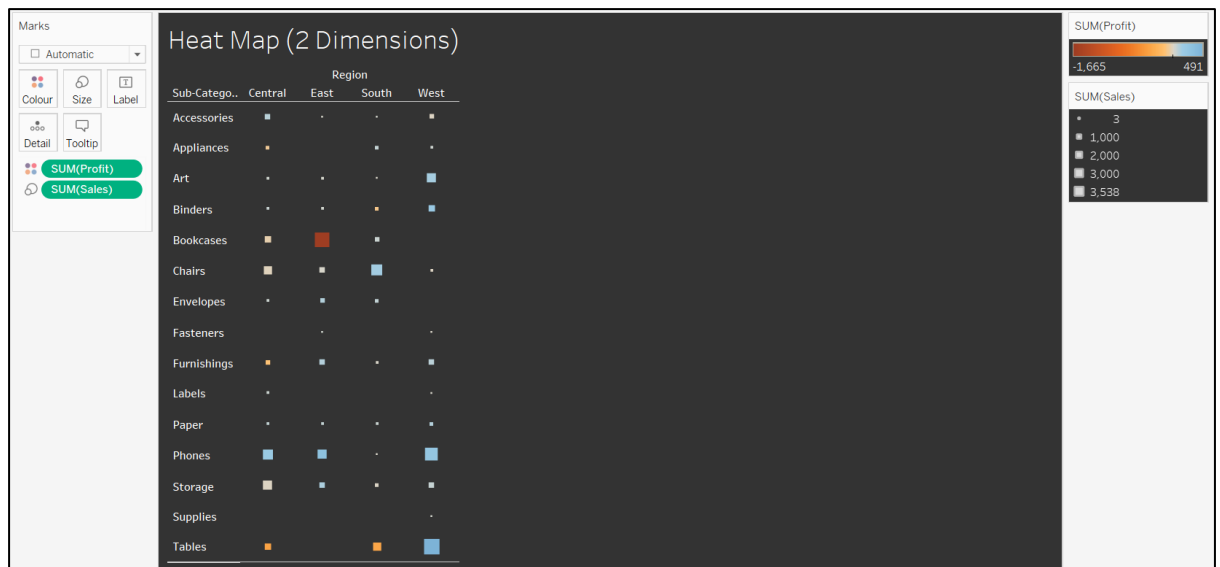 Marks
Automatic
Colour Size Label
Detail Tooltip
SUM(Profit)
SUM(Sales)
Heat Map (2 Dimensions)
Region
Sub-Catego.. Central East South West
Accessories
Appliances
Art
Binders
Bookcases
Chairs
Envelopes
Fasteners
Furnishings
Labels
Paper
Phones
Storage
Supplies
Tables
SUM(Profit)
-1,665 491
SUM(Sales)
3
1,000
2,000
3,000
3,538